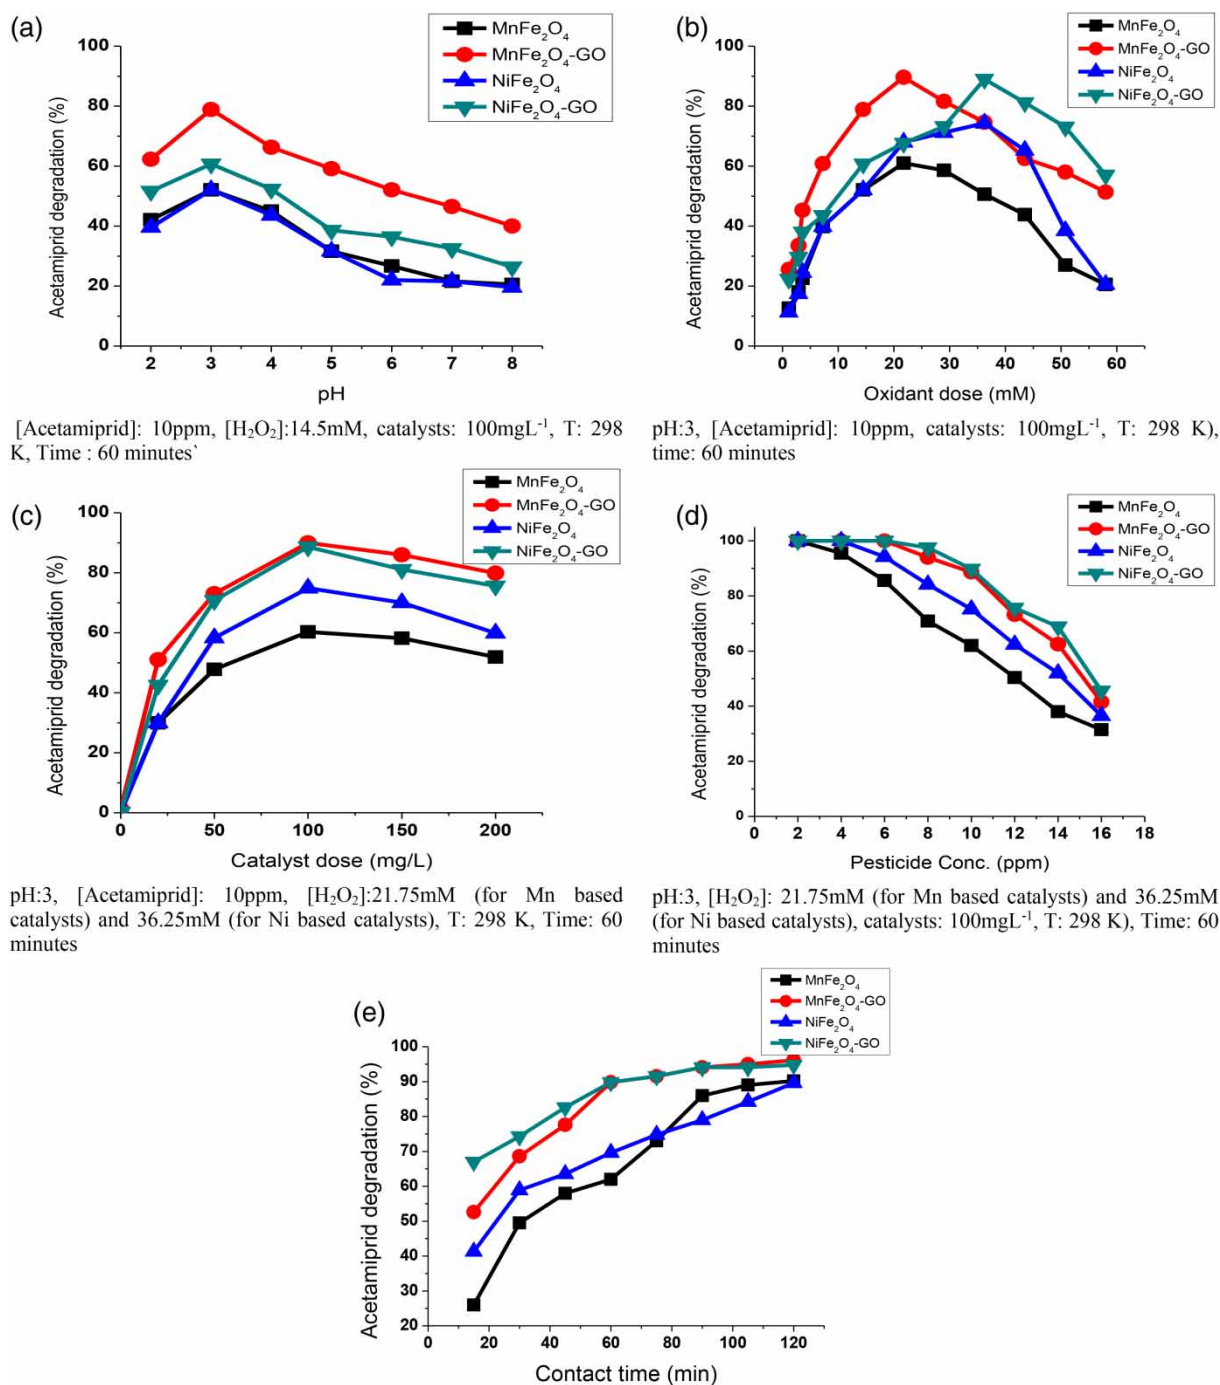 (a)
MnFe₂O₄
MnFe₂O₄-GO
NiFe₂O₄
NiFe₂O₄-GO
Acetamiprid degradation (%)
100
80
60
40
20
0
2 3 4 5 6 7 8
pH
[Acetamiprid]: 10ppm, [H₂O₂]:14.5mM, catalysts: 100mgL⁻¹, T: 298
K, Time : 60 minutes`
(b)
MnFe₂O₄
MnFe₂O₄-GO
NiFe₂O₄
NiFe₂O₄-GO
Acetamiprid degradation (%)
100
80
60
40
20
0
0 10 20 30 40 50 60
Oxidant dose (mM)
pH:3, [Acetamiprid]: 10ppm, catalysts: 100mgL⁻¹, T: 298 K),
time: 60 minutes
(c)
MnFe₂O₄
MnFe₂O₄-GO
NiFe₂O₄
NiFe₂O₄-GO
Acetamiprid degradation (%)
100
80
60
40
20
0
0 50 100 150 200
Catalyst dose (mg/L)
pH:3, [Acetamiprid]: 10ppm, [H₂O₂]:21.75mM (for Mn based
catalysts) and 36.25mM (for Ni based catalysts), T: 298 K, Time: 60
minutes
(d)
MnFe₂O₄
MnFe₂O₄-GO
NiFe₂O₄
NiFe₂O₄-GO
Acetamiprid degradation (%)
100
80
60
40
20
0
0 2 4 6 8 10 12 14 16 18
Pesticide Conc. (ppm)
pH:3, [H₂O₂]: 21.75mM (for Mn based catalysts) and 36.25mM
(for Ni based catalysts), catalysts: 100mgL⁻¹, T: 298 K), Time: 60
minutes
(e)
MnFe₂O₄
MnFe₂O₄-GO
NiFe₂O₄
NiFe₂O₄-GO
Acetamiprid degradation (%)
100
90
80
70
60
50
40
30
20
0 20 40 60 80 100 120
Contact time (min)